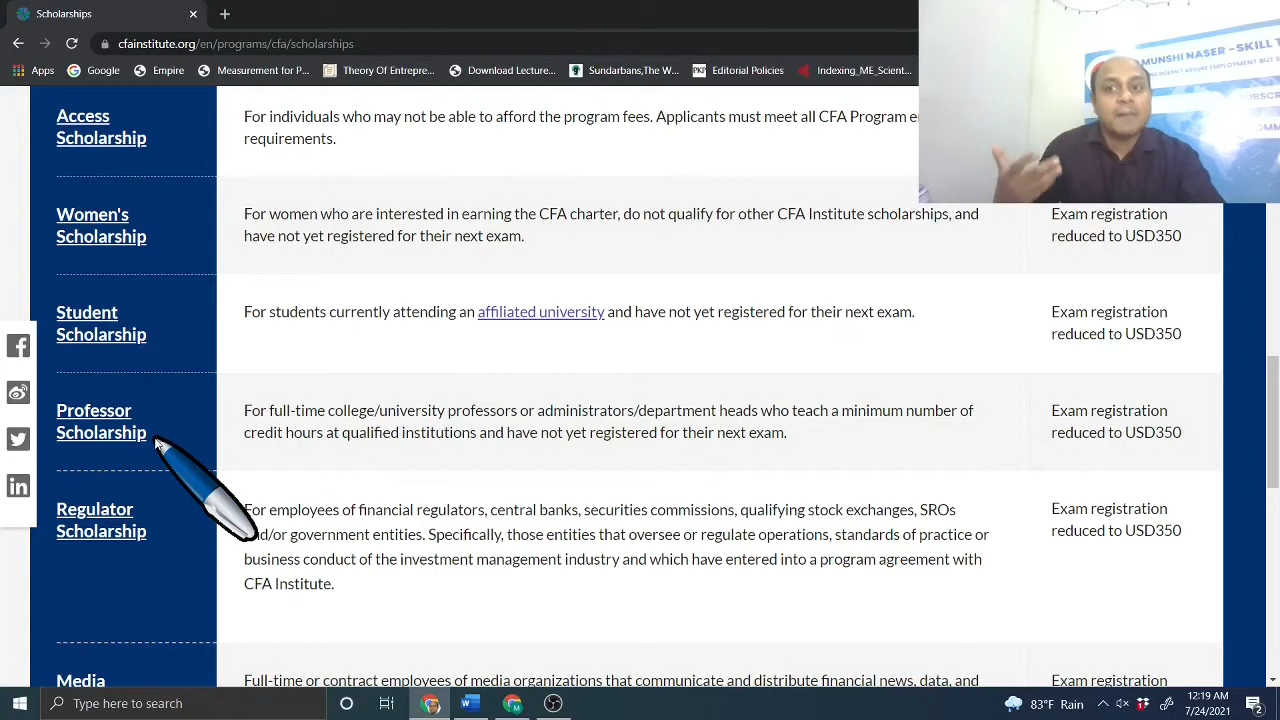 Scholarships
cfainstitute.org/en/programs/cfa/scholarships
Apps
Google
Empire
Measurement for P...
MUNSHI NASER -SKILL T
SUBSC
Access
Scholarship
For individuals who may not be able to afford the program fees. Applicants must meet all CFA Program
requirements.
Women's
Scholarship
For women who are interested in earning the CFA charter, do not qualify for other CFA Institute scholarships, and
have not yet registered for their next exam.
Exam registration
reduced to USD350
Student
Scholarship
For students currently attending an affiliated university and have not yet registered for their next exam.
Exam registration
reduced to USD350
Professor
Scholarship
For full-time college/university professors or administrators/department heads who teach a minimum number of
credit hours at qualified institutions and have not yet registered for their next exam.
Exam registration
reduced to USD350
Regulator
Scholarship
For employees of financial regulators, central banks, securities commissions, qualifying stock exchanges, SROs
and/or government entities. Specifically, those entities that oversee or regulate operations, standards of practice or
business conduct of the investment management industry and which have entered into a program agreement with
CFA Institute.
Exam registration
reduced to USD350
Media
Full-time or contract employees of media organizations that communicate and distribute financial news, data, and
Exam registration
Type here to search
83°F Rain
12:19 AM
7/24/2021